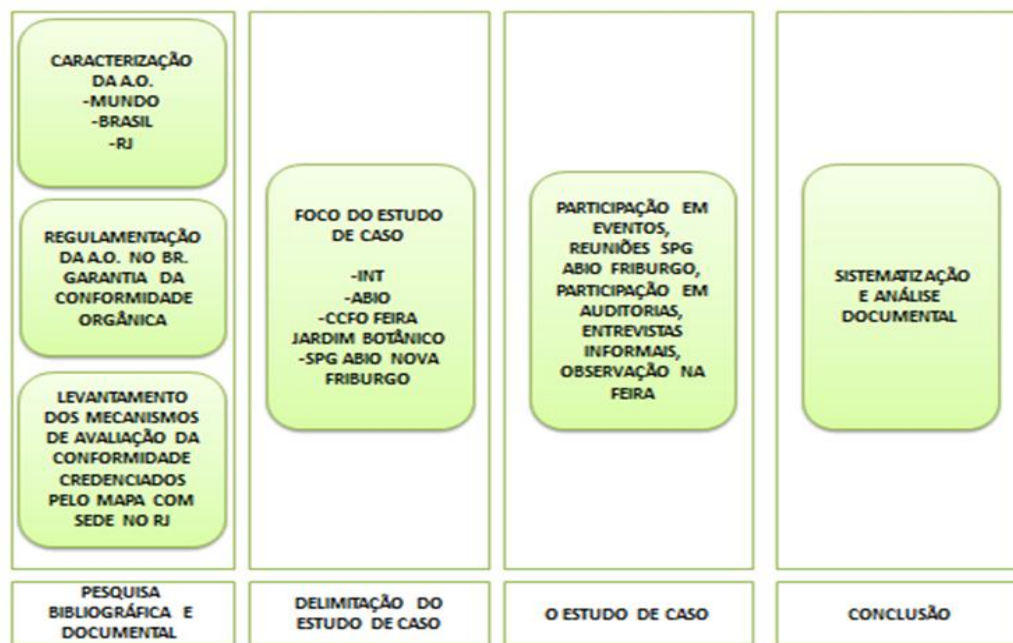 CARACTERIZAÇÃO
DA A.O.
-MUNDO
-BRASIL
-RJ
REGULAMENTAÇÃO
DA A.O. NO BR.
GARANTIA DA
CONFORMIDADE
ORGÂNICA
LEVANTAMENTO
DOS MECANISMOS
DE AVALIAÇÃO DA
CONFORMIDADE
CREDENCIADOS
PELO MAPA COM
SEDE NO RJ
PESQUISA
BIBLIOGRÁFICA E
DOCUMENTAL
FOCO DO ESTUDO
DE CASO
-INT
-ABIO
-CCFO FEIRA
JARDIM BOTÂNICO
-SPG ABIO NOVA
FRIBURGO
DELIMITAÇÃO DO
ESTUDO DE CASO
PARTICIPAÇÃO EM
EVENTOS,
REUNIÕES SPG
ABIO FRIBURGO,
PARTICIPAÇÃO EM
AUDITORIAS,
ENTREVISTAS
INFORMAIS,
OBSERVAÇÃO NA
FEIRA
O ESTUDO DE CASO
SISTEMATIZAÇÃO
E ANÁLISE
DOCUMENTAL
CONCLUSÃO